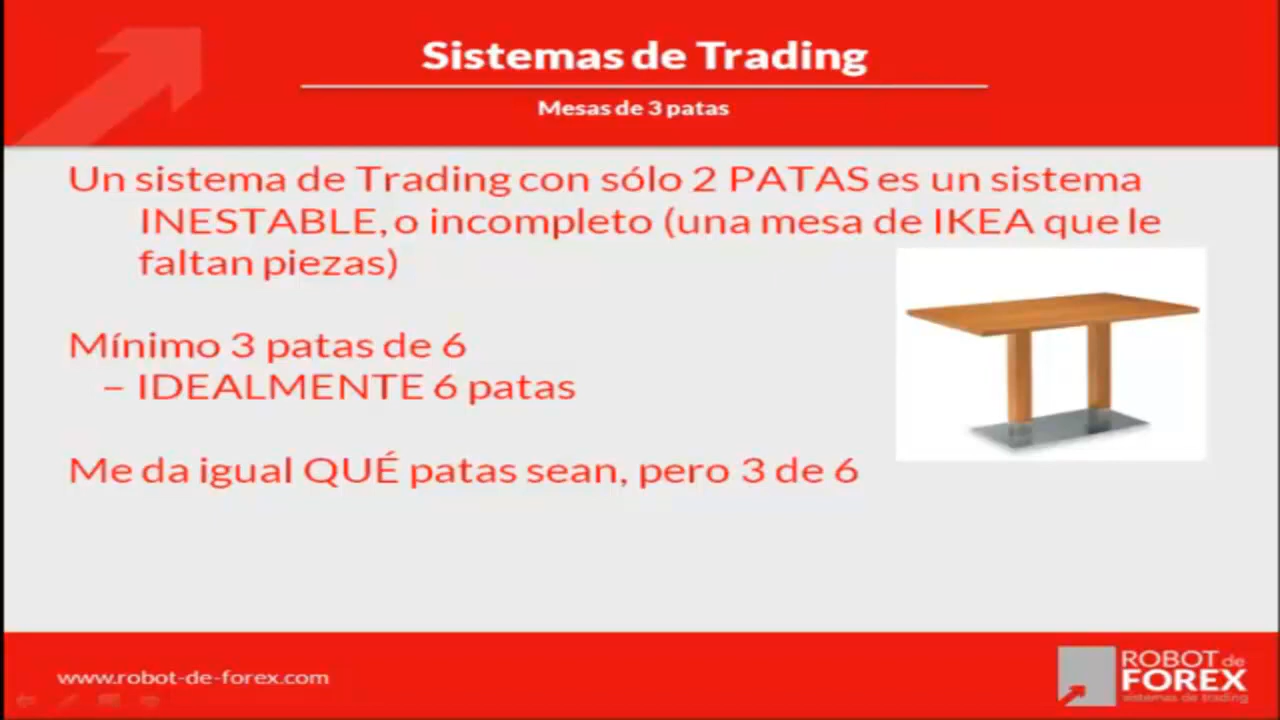 Sistemas de Trading
Mesas de 3 patas
Un sistema de Trading con sólo 2 PATAS es un sistema
INESTABLE, o incompleto (una mesa de IKEA que le
faltan piezas)
Mínimo 3 patas de 6
– IDEALMENTE 6 patas
Me da igual QUÉ patas sean, pero 3 de 6
www.robot-de-forex.com
ROBOT de
FOREX
sistemas de trading